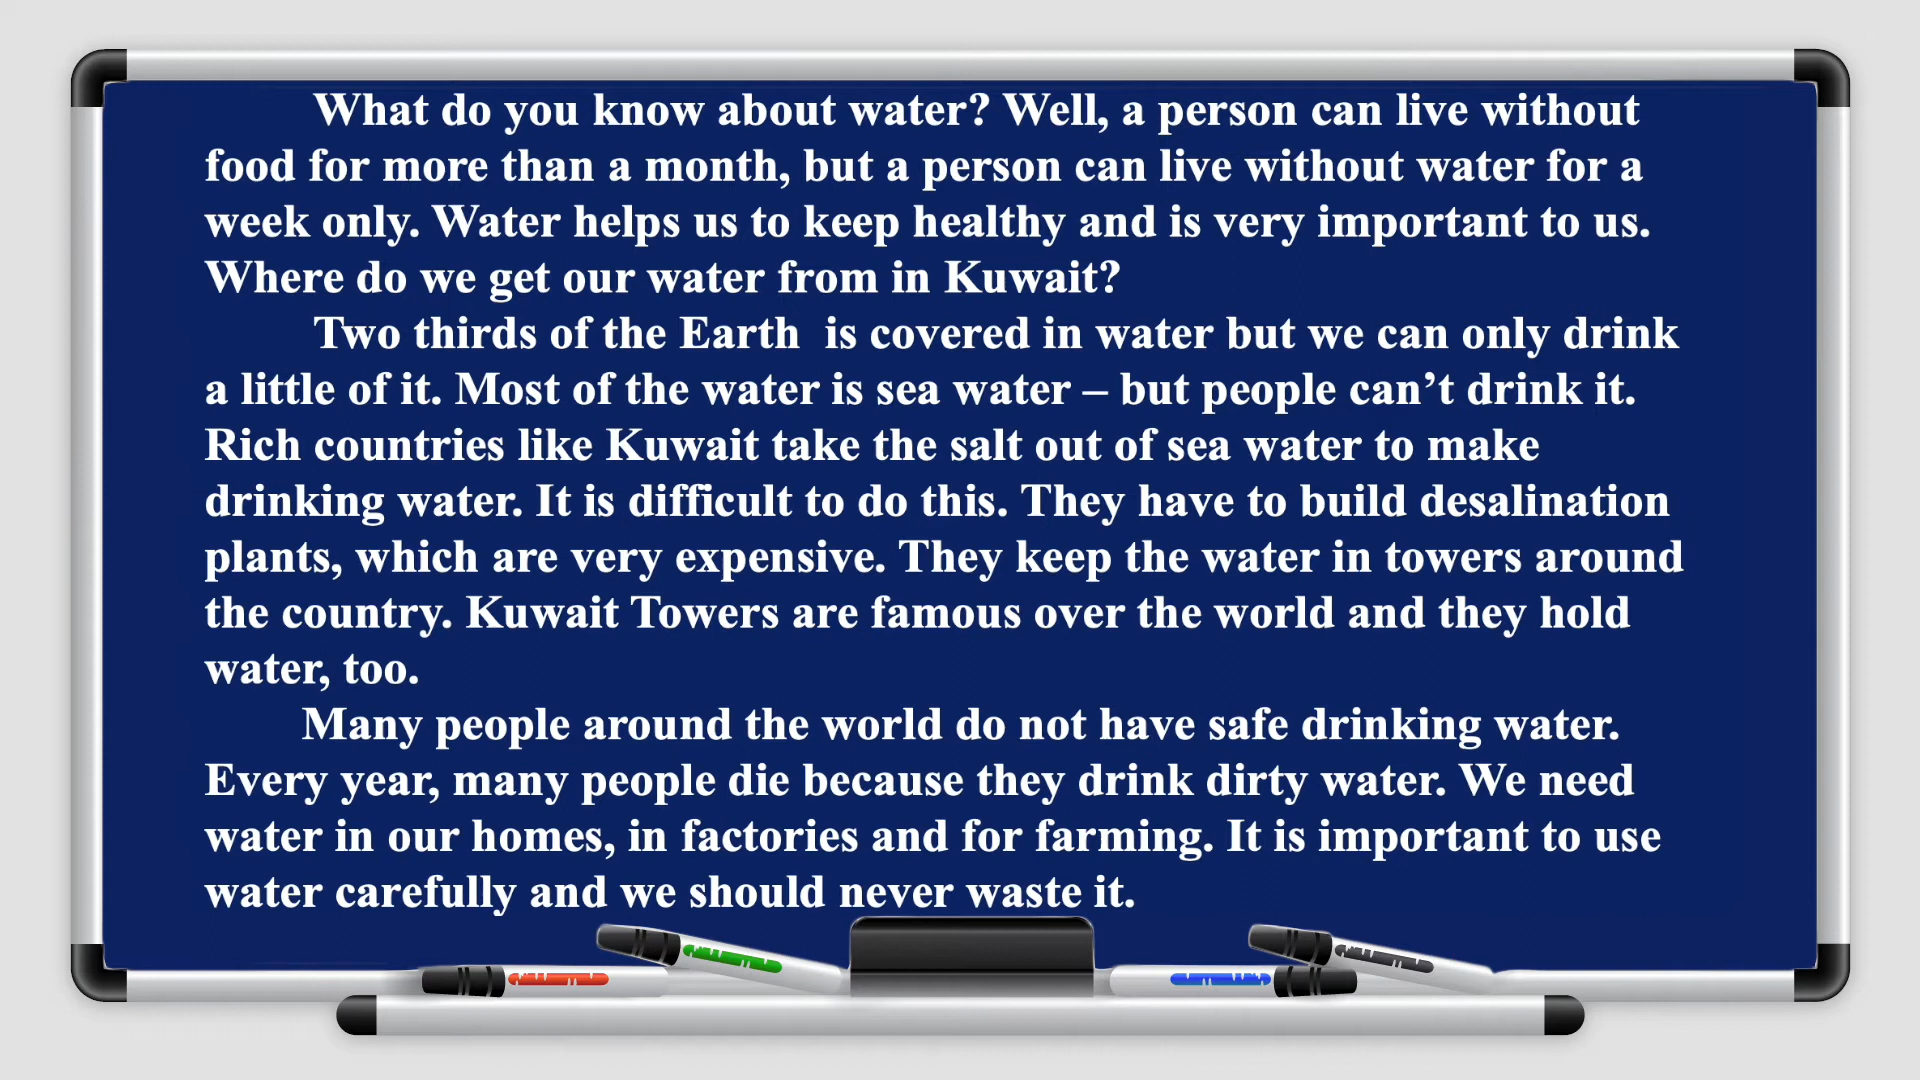 What do you know about water? Well, a person can live without
food for more than a month, but a person can live without water for a
week only. Water helps us to keep healthy and is very important to us.
Where do we get our water from in Kuwait?
Two thirds of the Earth  is covered in water but we can only drink
a little of it. Most of the water is sea water – but people can’t drink it.
Rich countries like Kuwait take the salt out of sea water to make
drinking water. It is difficult to do this. They have to build desalination
plants, which are very expensive. They keep the water in towers around
the country. Kuwait Towers are famous over the world and they hold
water, too.
Many people around the world do not have safe drinking water.
Every year, many people die because they drink dirty water. We need
water in our homes, in factories and for farming. It is important to use
water carefully and we should never waste it.